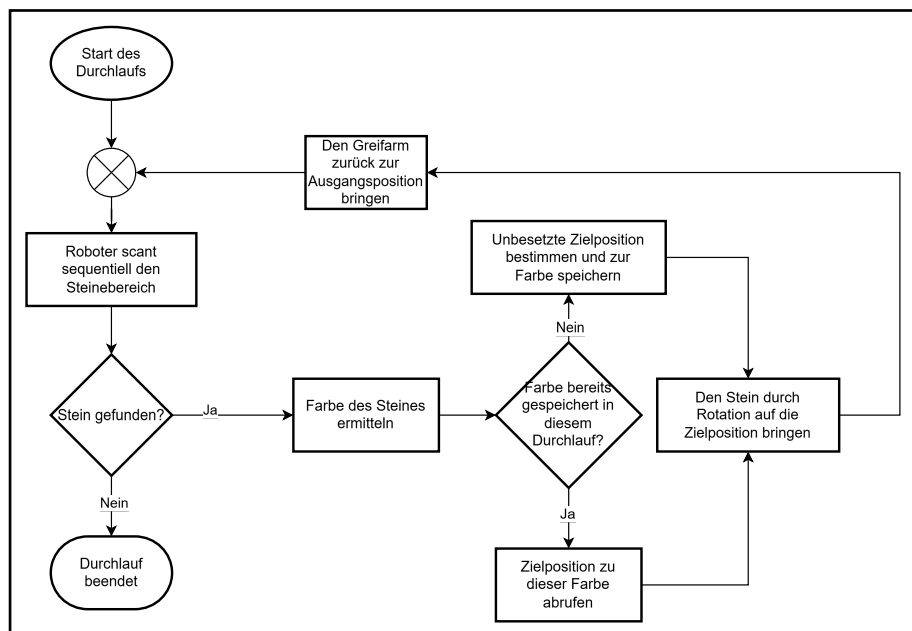 Start des
Durchlaufs
Den Greifarm
zurück zur
Ausgangsposition
bringen
Roboter scant
sequentiell den
Steinebereich
Unbesetzte Zielposition
bestimmen und zur
Farbe speichern
Nein
Stein gefunden?
Ja
Farbe des Steines
ermitteln
Farbe bereits
gespeichert in
diesem
Durchlauf?
Den Stein durch
Rotation auf die
Zielposition bringen
Nein
Ja
Durchlauf
beendet
Zielposition zu
dieser Farbe
abrufen